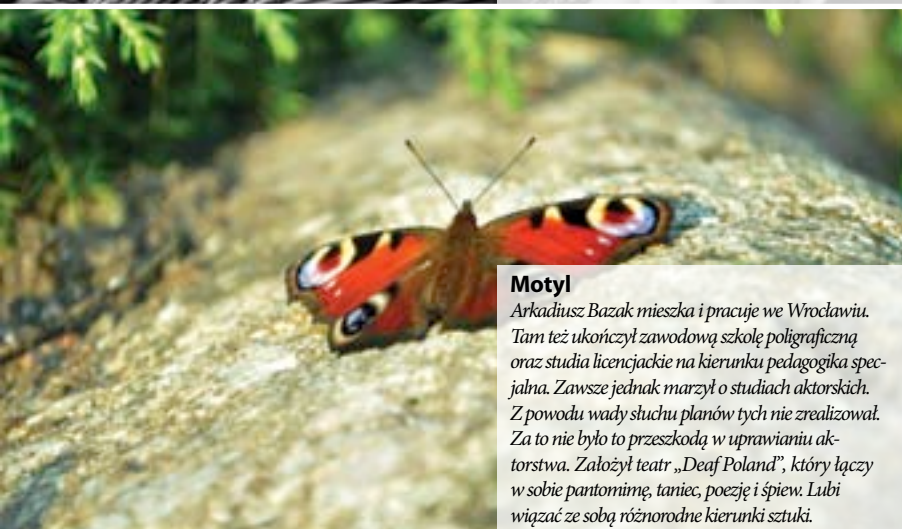 Motyl
Arkadiusz Bazak mieszka i pracuje we Wrocławiu.
Tam też ukończył zawodową szkołę poligraficzną
oraz studia licencjackie na kierunku pedagogika spec-
jalna. Zawsze jednak marzył o studiach aktorskich.
Z powodu wady słuchu planów tych nie zrealizował.
Za to nie było to przeszkodą w uprawianiu ak-
torstwa. Założył teatr „Deaf Poland”, który łączy
w sobie pantomimę, taniec, poezję i śpiew. Lubi
wiązać ze sobą różnorodne kierunki sztuki.